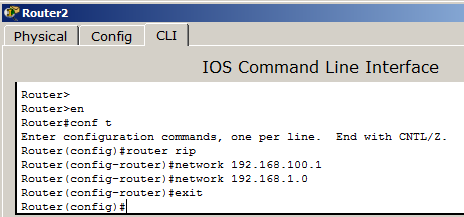 Router2
Physical Config CLI
IOS Command Line Interface
Router>
Router>en
Router#conf t
Enter configuration commands, one per line.  End with CNTL/Z.
Router(config)#router rip
Router(config-router)#network 192.168.100.1
Router(config-router)#network 192.168.1.0
Router(config-router)#exit
Router(config)#